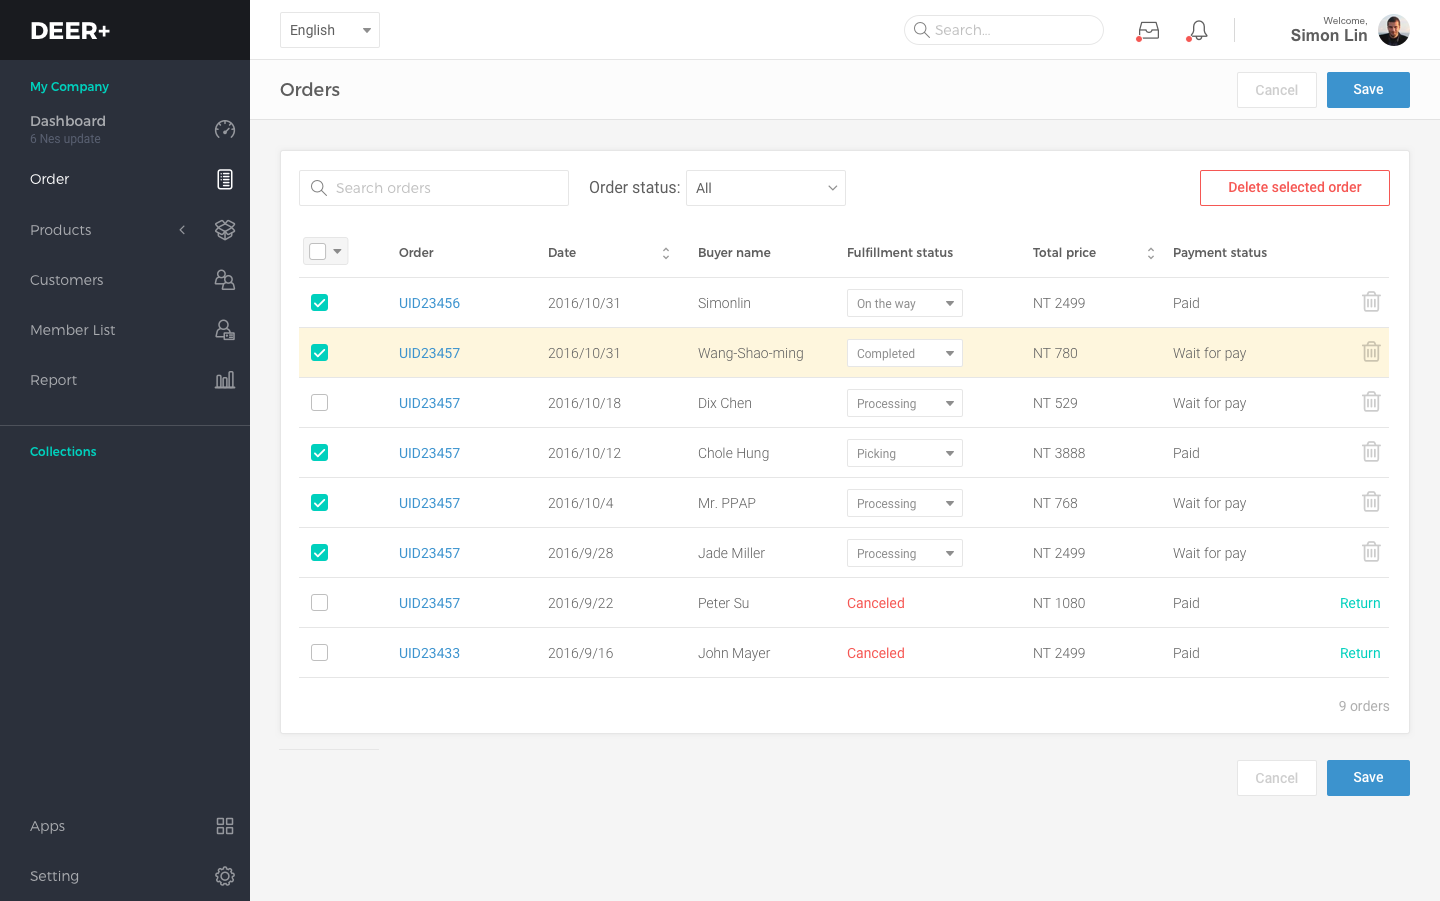 DEER+
English
Search...
Welcome,
Simon Lin
My Company
Dashboard
6 Nes update
Order
Products
Customers
Member List
Report
Collections
Apps
Setting
Orders
Cancel
Save
Search orders
Order status:
All
Delete selected order
Order Date Buyer name Fulfillment status Total price Payment status
UID23456 2016/10/31 Simonlin On the way NT 2499 Paid
UID23457 2016/10/31 Wang-Shao-ming Completed NT 780 Wait for pay
UID23457 2016/10/18 Dix Chen Processing NT 529 Wait for pay
UID23457 2016/10/12 Chole Hung Picking NT 3888 Paid
UID23457 2016/10/4 Mr. PPAP Processing NT 768 Wait for pay
UID23457 2016/9/28 Jade Miller Processing NT 2499 Wait for pay
UID23457 2016/9/22 Peter Su Canceled NT 1080 Paid Return
UID23433 2016/9/16 John Mayer Canceled NT 2499 Paid Return
9 orders
Cancel
Save